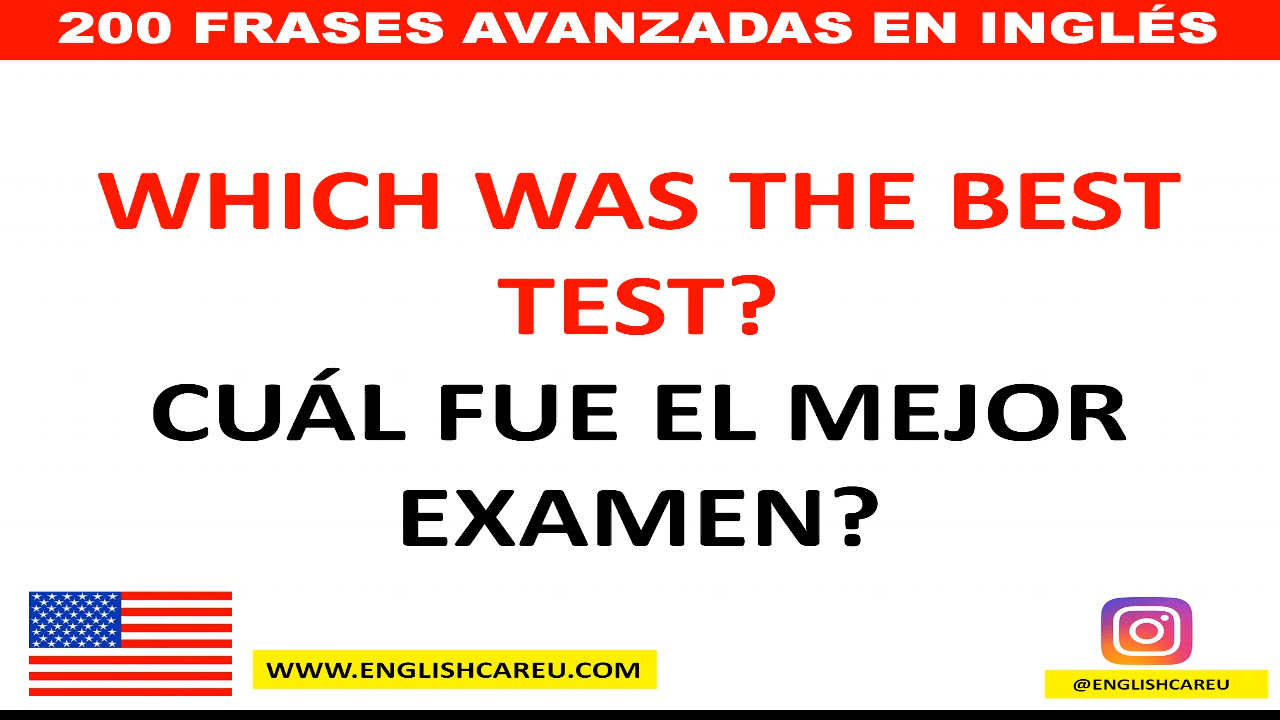 200 FRASES AVANZADAS EN INGLÉS
WHICH WAS THE BEST
TEST?
CUÁL FUE EL MEJOR
EXAMEN?
WWW.ENGLISHCAREU.COM
@ENGLISHCAREU